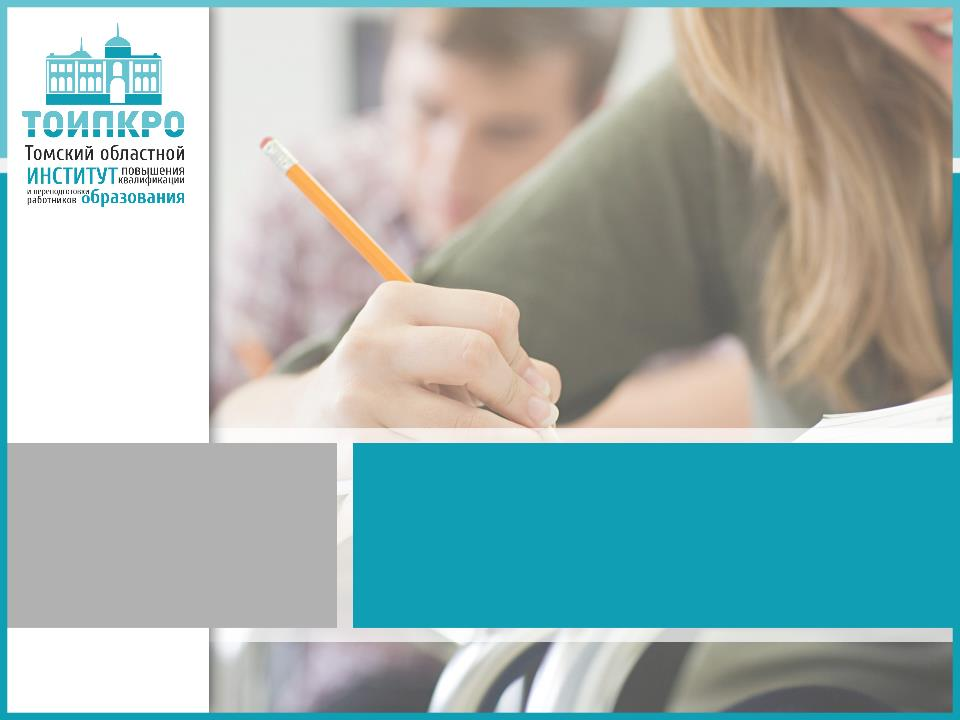 ТОИПКРО
Томский областной
ИНСТИТУТ повышения квалификации
и переподготовки работников образования